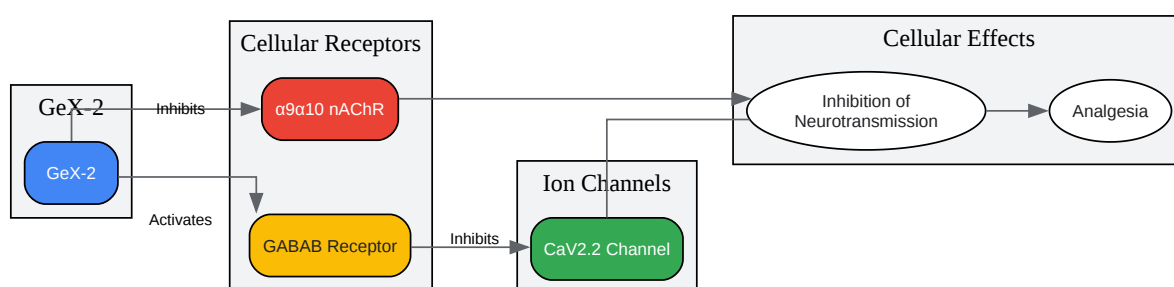 GeX-2
Inhibits
GeX-2
Activates
Cellular Receptors
α9α10 nAChR
GABAB Receptor
Inhibits
Ion Channels
CaV2.2 Channel
Cellular Effects
Inhibition of
Neurotransmission
Analgesia